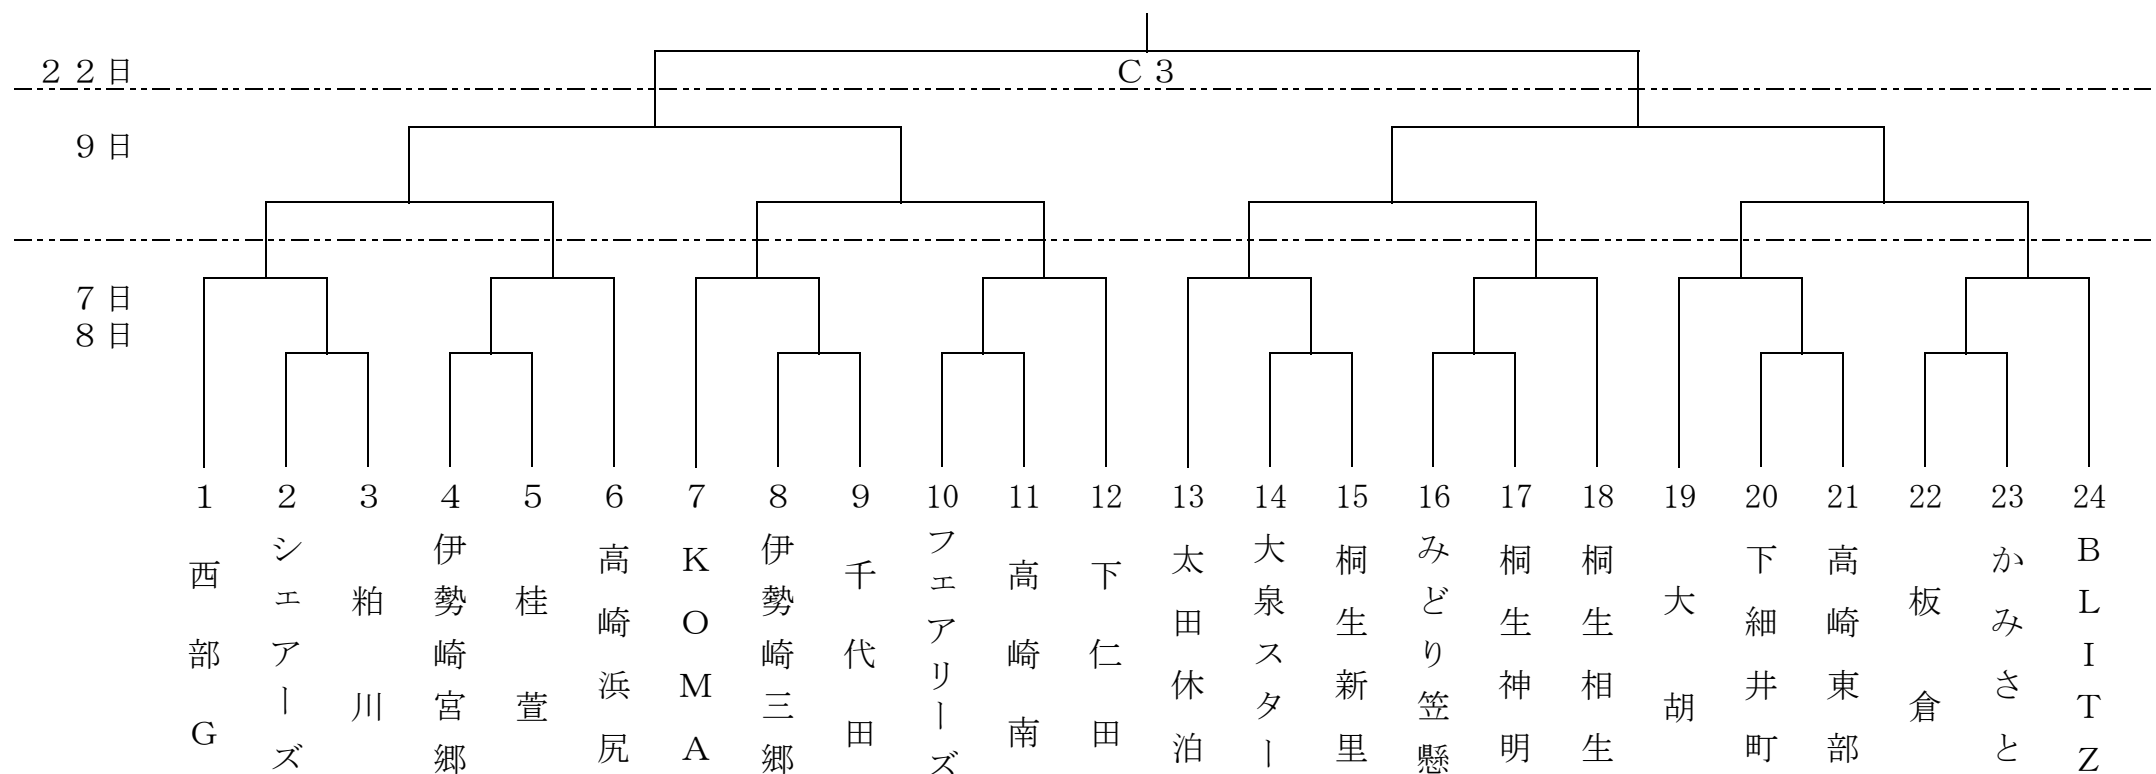 ２２日
Ｃ３
９日
７日
８日
1
2
3
4
5
6
7
8
9
10
11
12
13
14
15
16
17
18
19
20
21
22
23
24
西部Ｇ
シェアーズ
粕川
伊勢崎宮郷
桂萱
高崎浜尻
ＫＯＭＡ
伊勢崎三郷
千代田
フェアリーズ
高崎南
下仁田
太田休泊
大泉スター
桐生新里
みどり笠懸
桐生神明
桐生相生
大胡
下細井町
高崎東部
板倉
かみさと
ＢＬＩＴＺ